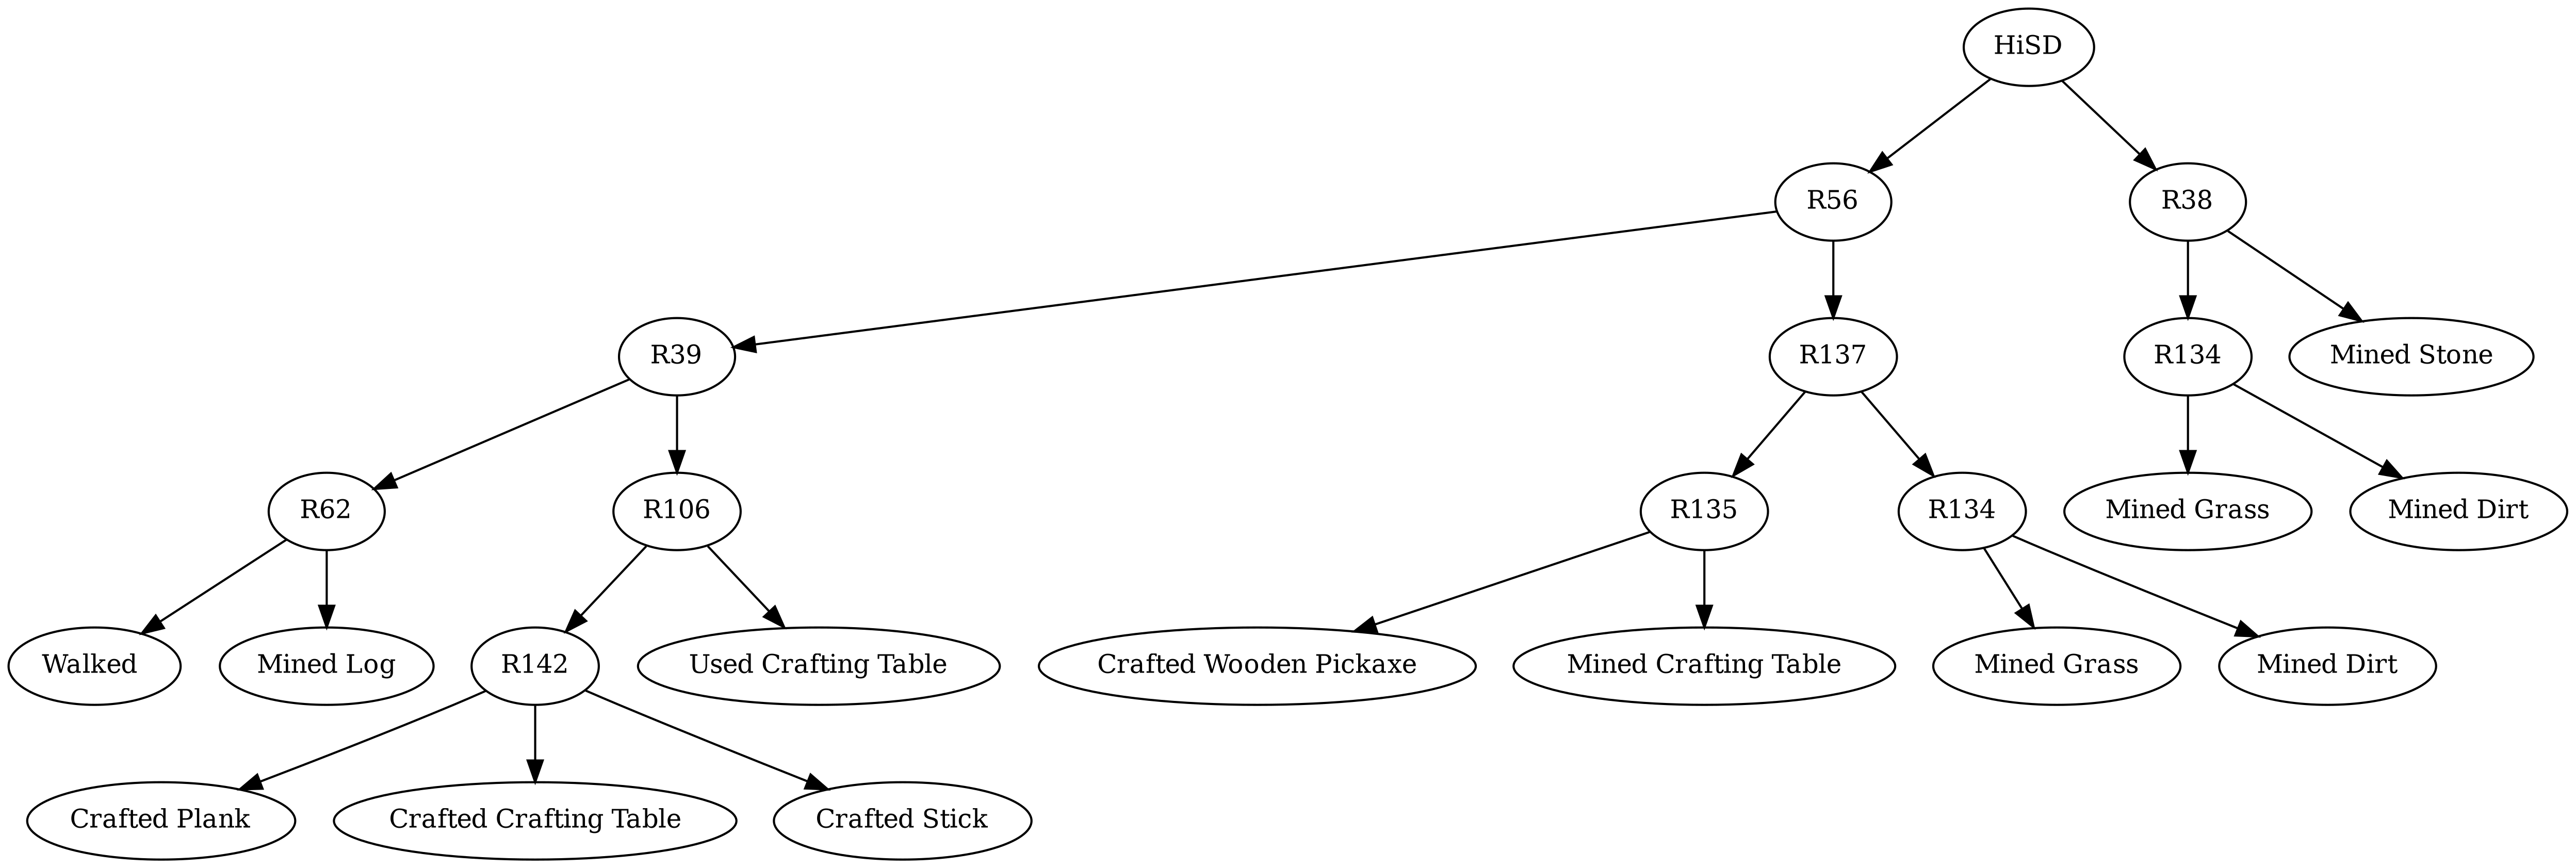 HiSD
R56
R38
R39
R137
R134
Mined Stone
R62
R106
R135
R134
Mined Grass
Mined Dirt
Walked
Mined Log
R142
Used Crafting Table
Crafted Wooden Pickaxe
Mined Crafting Table
Mined Grass
Mined Dirt
Crafted Plank
Crafted Crafting Table
Crafted Stick